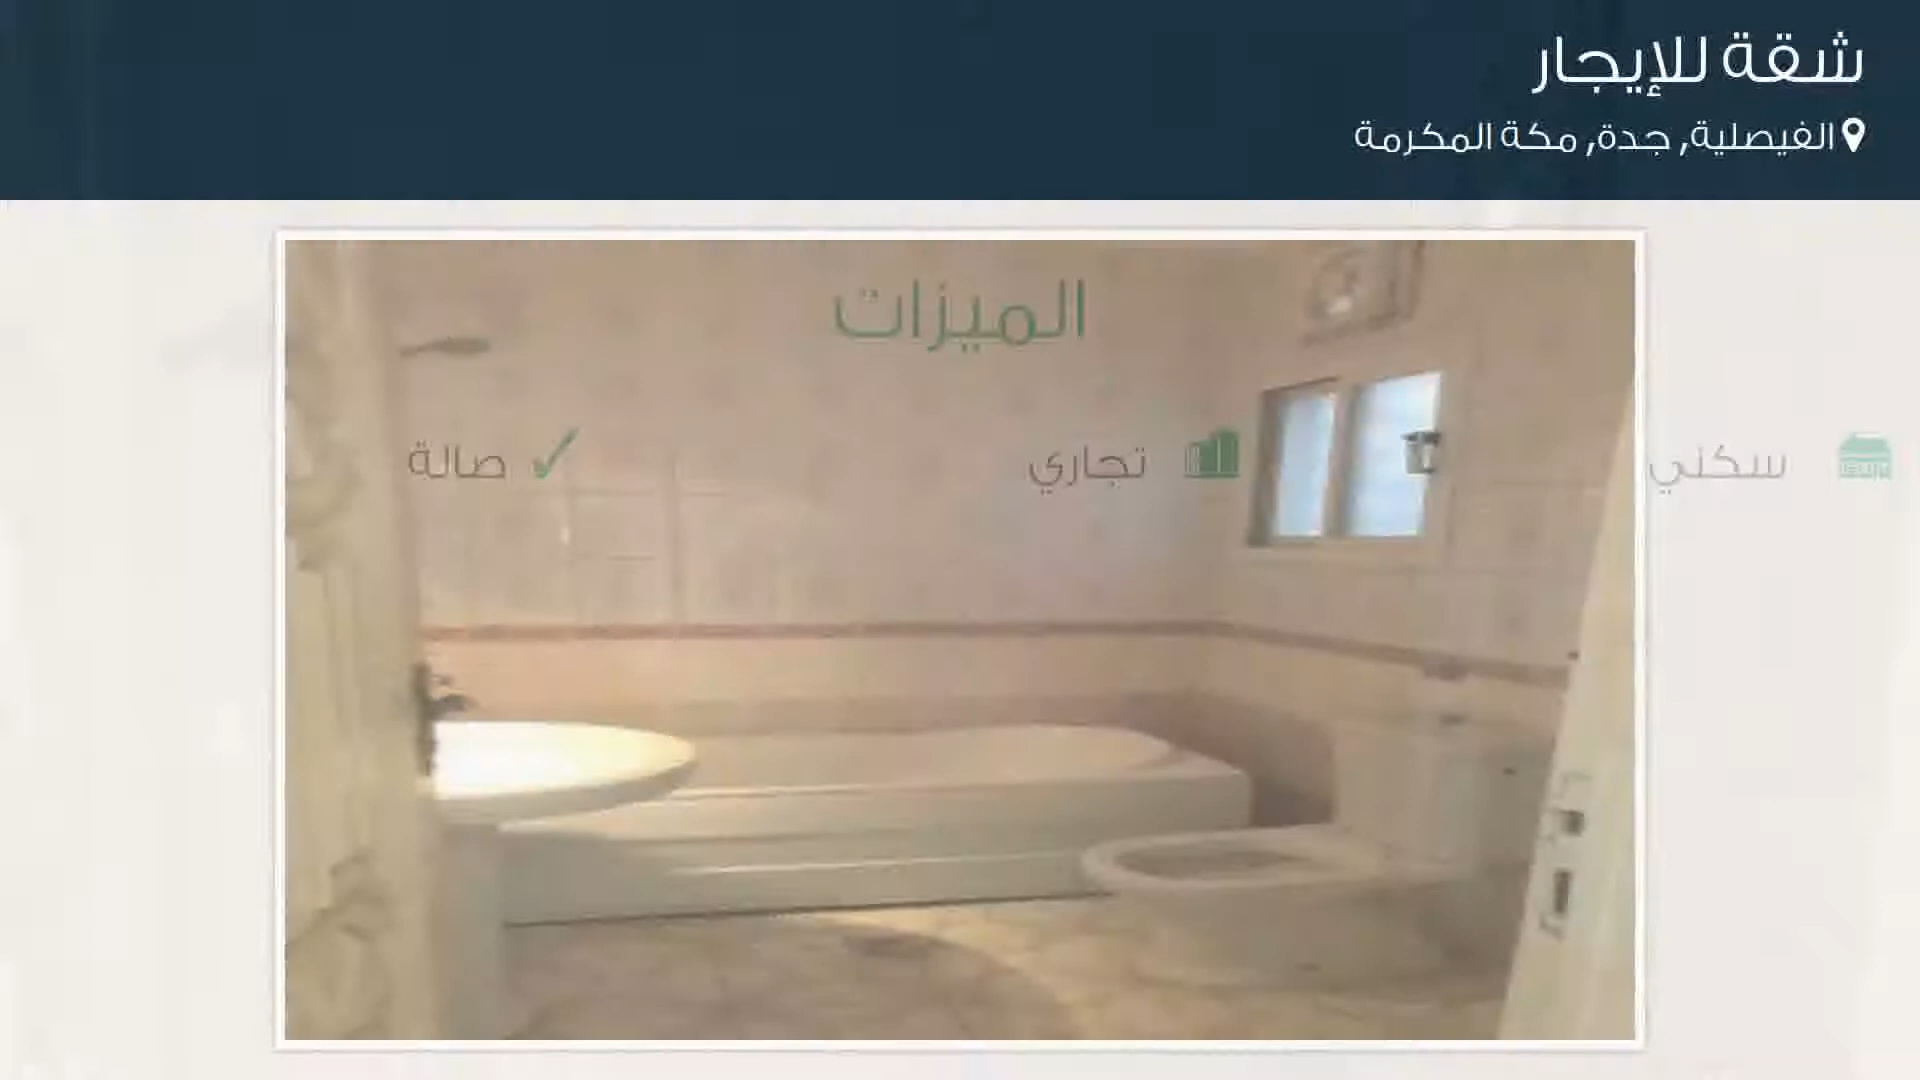 شقة للإيجار
الفيصلية, جدة, مكة المكرمة
الميزات
سكني
تجاري
صالة